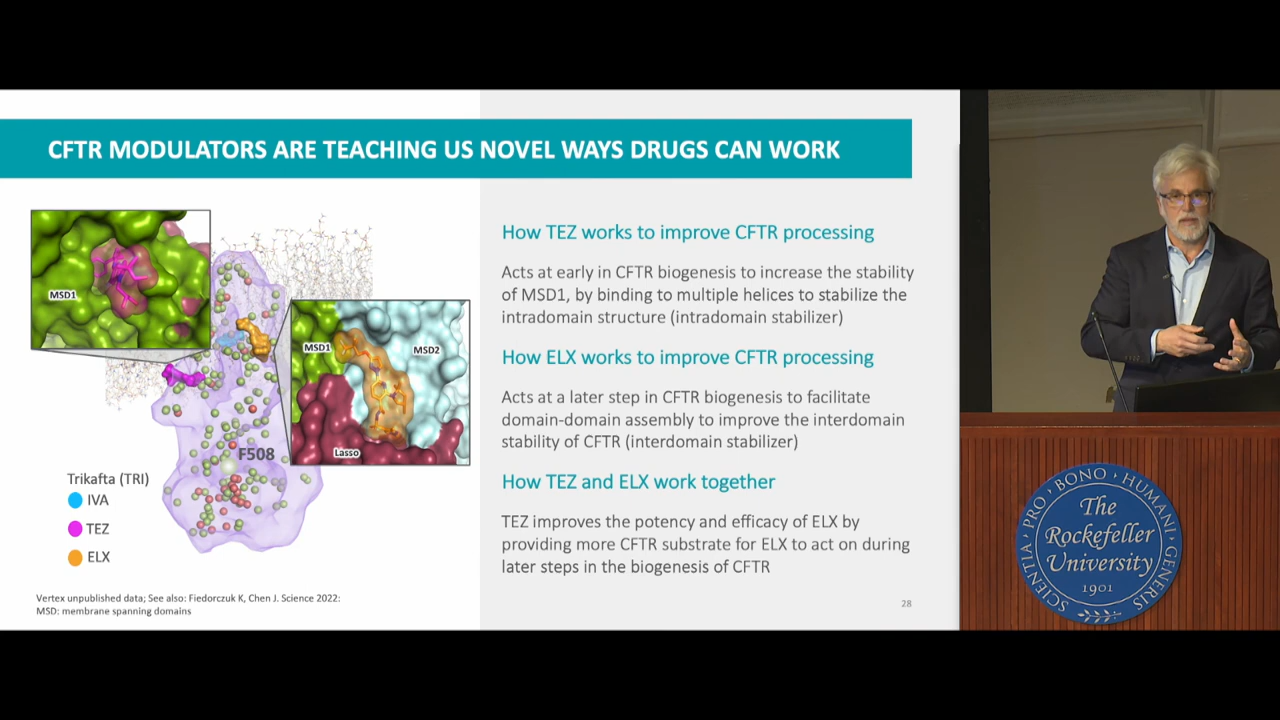 CFTR MODULATORS ARE TEACHING US NOVEL WAYS DRUGS CAN WORK
MSD1
MSD1
MSD2
Lasso
F508
Trikafta (TRI)
IVA
TEZ
ELX
Vertex unpublished data; See also: Fiedorczuk K, Chen J. Science 2022:
MSD: membrane spanning domains
How TEZ works to improve CFTR processing
Acts at early in CFTR biogenesis to increase the stability
of MSD1, by binding to multiple helices to stabilize the
intradomain structure (intradomain stabilizer)
How ELX works to improve CFTR processing
Acts at a later step in CFTR biogenesis to facilitate
domain-domain assembly to improve the interdomain
stability of CFTR (interdomain stabilizer)
How TEZ and ELX work together
TEZ improves the potency and efficacy of ELX by
providing more CFTR substrate for ELX to act on during
later steps in the biogenesis of CFTR
28
SCIENTIA · PRO · BONO · HUMANI · GENERIS
The
Rockefeller
University
1901